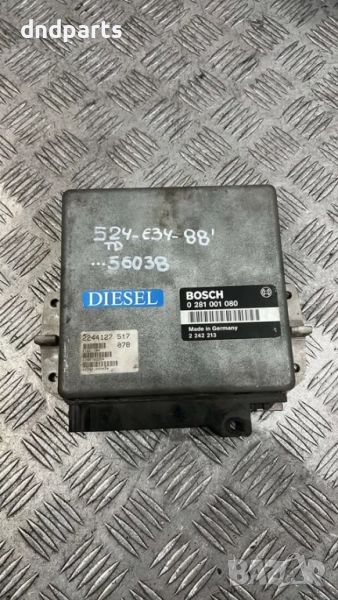 dndparts
524-E34-88'
TD
...56038
DIESEL
BOSCH
0 281 001 080
Made in Germany
2 242 213
2244127 517
078
BAZAR